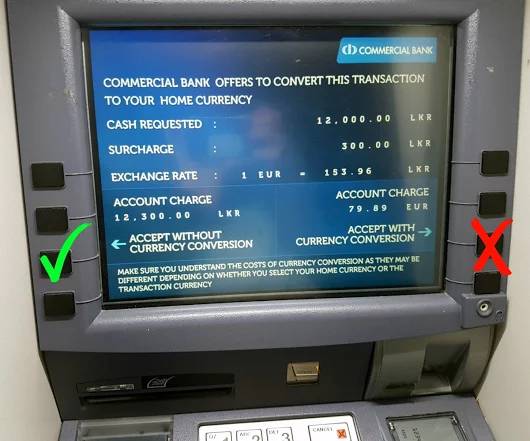 COMMERCIAL BANK
COMMERCIAL BANK OFFERS TO CONVERT THIS TRANSACTION
TO YOUR HOME CURRENCY
CASH REQUESTED : 12,000.00 LKR
SURCHARGE : 300.00 LKR
EXCHANGE RATE : 1 EUR = 153.96 LKR
ACCOUNT CHARGE
12,300.00 LKR
ACCEPT WITHOUT
CURRENCY CONVERSION
ACCOUNT CHARGE
79.89 EUR
ACCEPT WITH
CURRENCY CONVERSION
MAKE SURE YOU UNDERSTAND THE COSTS OF CURRENCY CONVERSION AS THEY MAY BE
DIFFERENT DEPENDING ON WHETHER YOU SELECT YOUR HOME CURRENCY OR THE
TRANSACTION CURRENCY
1 2 3 CANCEL